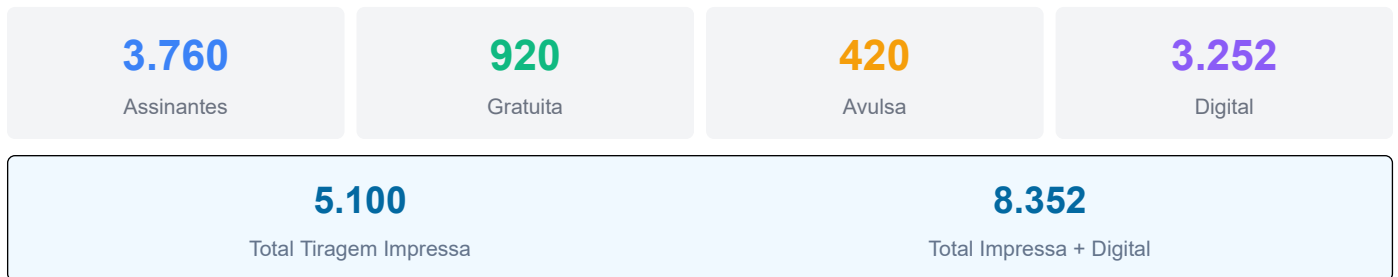 3.760
Assinantes
920
Gratuita
420
Avulsa
3.252
Digital
5.100
Total Tiragem Impressa
8.352
Total Impressa + Digital